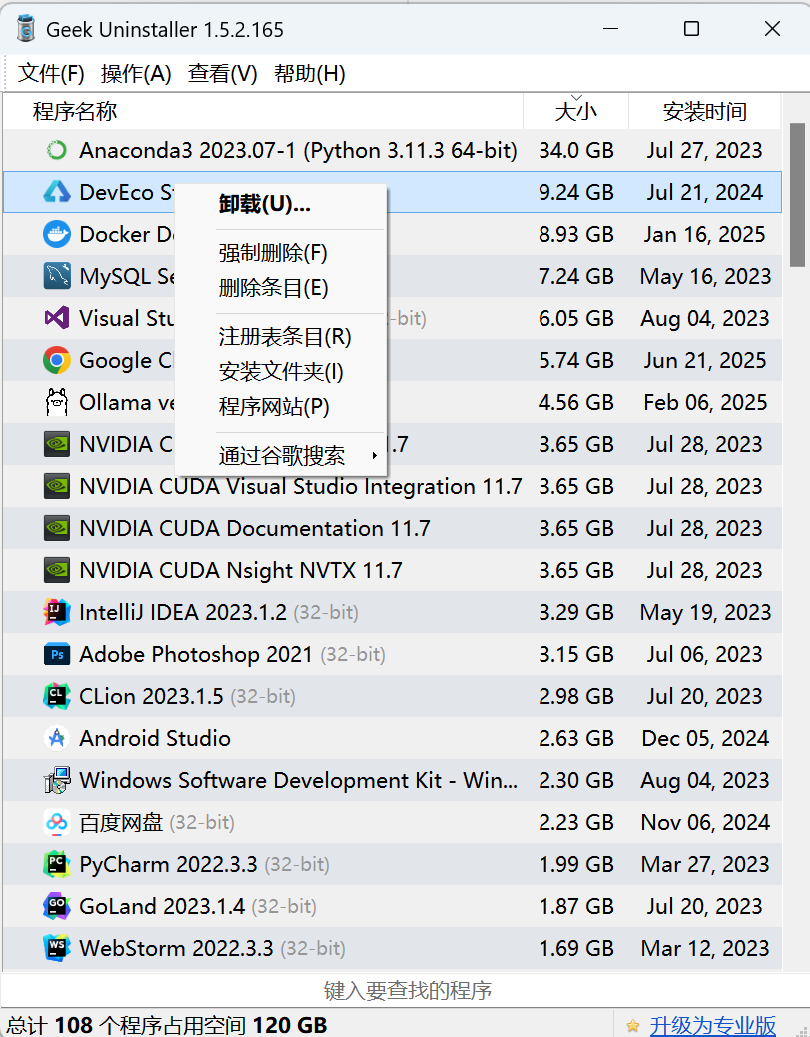 Geek Uninstaller 1.5.2.165
文件(F) 操作(A) 查看(V) 帮助(H)
程序名称 大小 安装时间
Anaconda3 2023.07-1 (Python 3.11.3 64-bit) 34.0 GB Jul 27, 2023
DevEco 9.24 GB Jul 21, 2024
卸载(U)...
Docker 8.93 GB Jan 16, 2025
强制删除(F)
MySQL 7.24 GB May 16, 2023
删除条目(E)
Visual -bit) 6.05 GB Aug 04, 2023
注册表条目(R)
Google 5.74 GB Jun 21, 2025
安装文件夹(I)
Ollama 4.56 GB Feb 06, 2025
程序网站(P)
NVIDIA .7 3.65 GB Jul 28, 2023
通过谷歌搜索
NVIDIA CUDA Visual Studio Integration 11.7 3.65 GB Jul 28, 2023
NVIDIA CUDA Documentation 11.7 3.65 GB Jul 28, 2023
NVIDIA CUDA Nsight NVTX 11.7 3.65 GB Jul 28, 2023
IntelliJ IDEA 2023.1.2 (32-bit) 3.29 GB May 19, 2023
Adobe Photoshop 2021 (32-bit) 3.15 GB Jul 06, 2023
CLion 2023.1.5 (32-bit) 2.98 GB Jul 20, 2023
Android Studio 2.63 GB Dec 05, 2024
Windows Software Development Kit - Win... 2.30 GB Aug 04, 2023
百度网盘 (32-bit) 2.23 GB Nov 06, 2024
PyCharm 2022.3.3 (32-bit) 1.99 GB Mar 27, 2023
GoLand 2023.1.4 (32-bit) 1.87 GB Jul 20, 2023
WebStorm 2022.3.3 (32-bit) 1.69 GB Mar 12, 2023
键入要查找的程序
总计 108 个程序占用空间 120 GB 升级为专业版